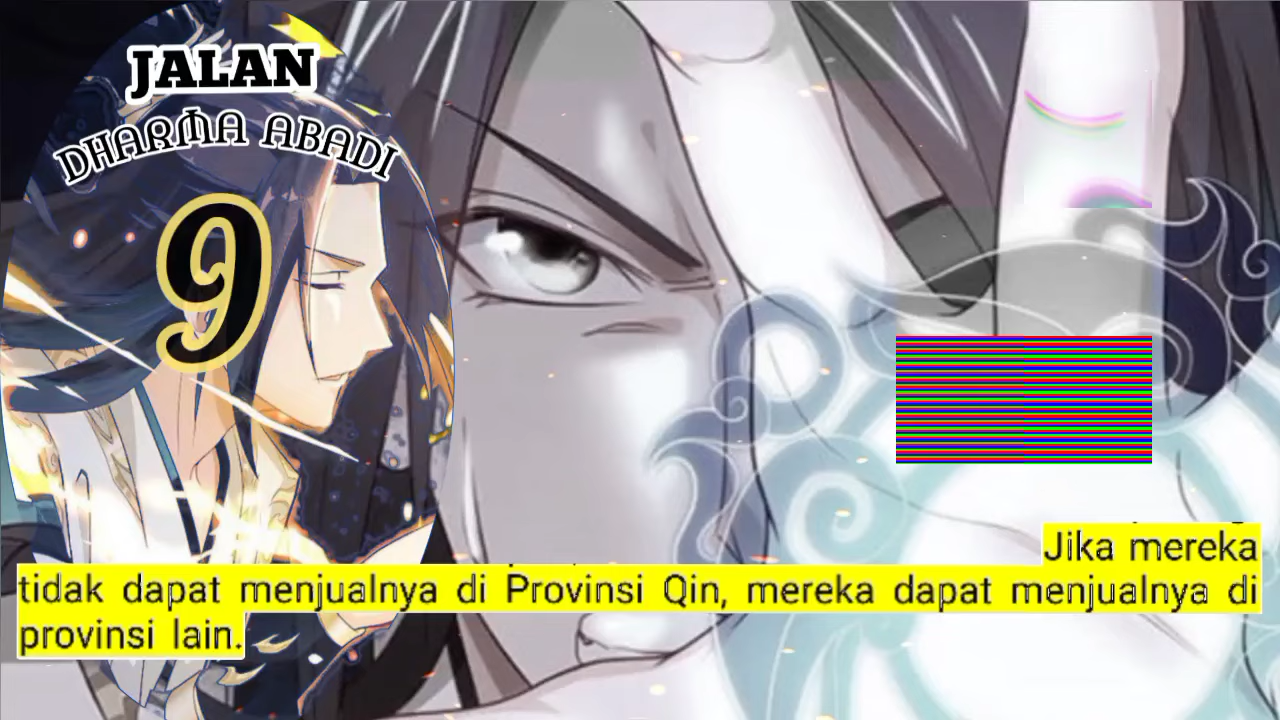 JALAN
DHARMA ABADI
9
Jika mereka
tidak dapat menjualnya di Provinsi Qin, mereka dapat menjualnya di
provinsi lain.